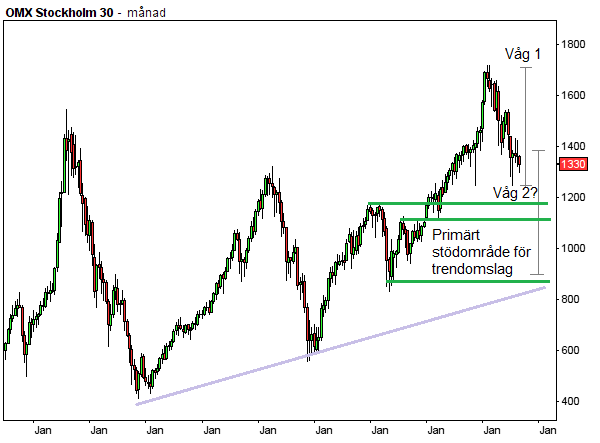 OMX Stockholm 30 - månad
Våg 1
1800
1600
1400
1330
1200
Våg 2?
Primärt
stödområde för
trendomslag
1000
800
600
400
Jan Jan Jan Jan Jan Jan Jan Jan Jan Jan